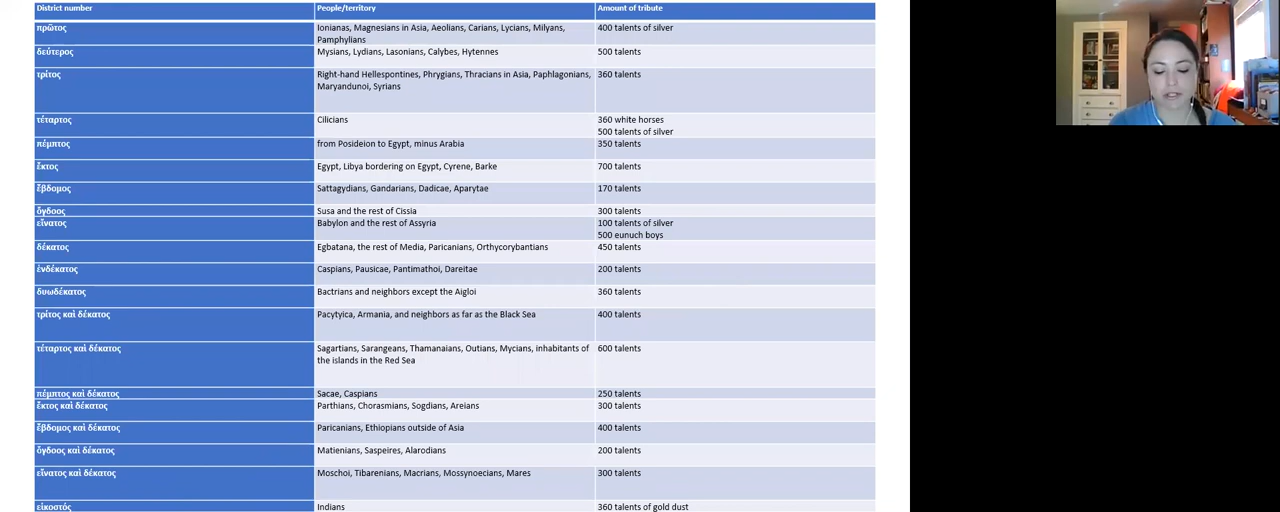 District number People/territory Amount of tribute
πρῶτος Ionianas, Magnesians in Asia, Aeolians, Carians, Lycians, Milyans, 400 talents of silver
Pamphylians
δεύτερος Mysians, Lydians, Lasonians, Calybes, Hytennes 500 talents
τρίτος Right-hand Hellespontines, Phrygians, Thracians in Asia, Paphlagonians, 360 talents
Maryandunoi, Syrians
τέταρτος Cilicians 360 white horses
500 talents of silver
πέμπτος from Posideion to Egypt, minus Arabia 350 talents
ἕκτος Egypt, Libya bordering on Egypt, Cyrene, Barke 700 talents
ἕβδομος Sattagydians, Gandarians, Dadicae, Aparytae 170 talents
ὄγδοος Susa and the rest of Cissia 300 talents
εἴνατος Babylon and the rest of Assyria 100 talents of silver
500 eunuch boys
δέκατος Egbatana, the rest of Media, Paricanians, Orthycorybantians 450 talents
ἑνδέκατος Caspians, Pausicae, Pantimathoi, Dareitae 200 talents
δυωδέκατος Bactrians and neighbors except the Aigloi 360 talents
τρίτος καὶ δέκατος Pacytyica, Armania, and neighbors as far as the Black Sea 400 talents
τέταρτος καὶ δέκατος Sagartians, Sarangeans, Thamanaians, Outians, Mycians, inhabitants of 600 talents
the islands in the Red Sea
πέμπτος καὶ δέκατος Sacae, Caspians 250 talents
ἕκτος καὶ δέκατος Parthians, Chorasmians, Sogdians, Areians 300 talents
ἕβδομος καὶ δέκατος Paricanians, Ethiopians outside of Asia 400 talents
ὄγδοος καὶ δέκατος Matienians, Saspeires, Alarodians 200 talents
εἴνατος καὶ δέκατος Moschoi, Tibarenians, Macrians, Mossynoecians, Mares 300 talents
εἰκοστός Indians 360 talents of gold dust